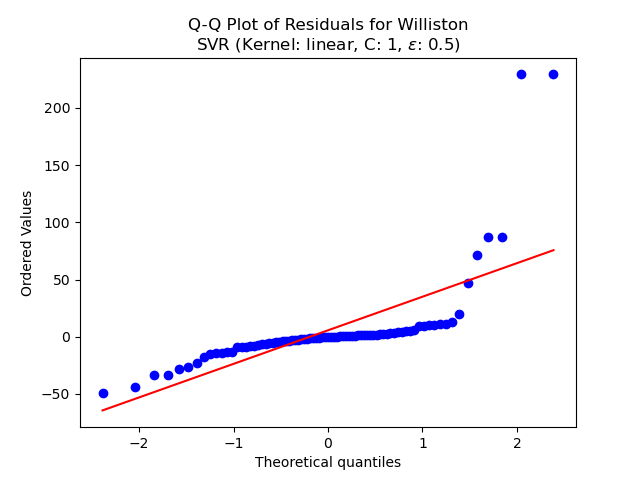 Q-Q Plot of Residuals for Williston
SVR (Kernel: linear, C: 1, ε: 0.5)
Ordered Values
200
150
100
50
0
−50
−2
−1
0
1
2
Theoretical quantiles